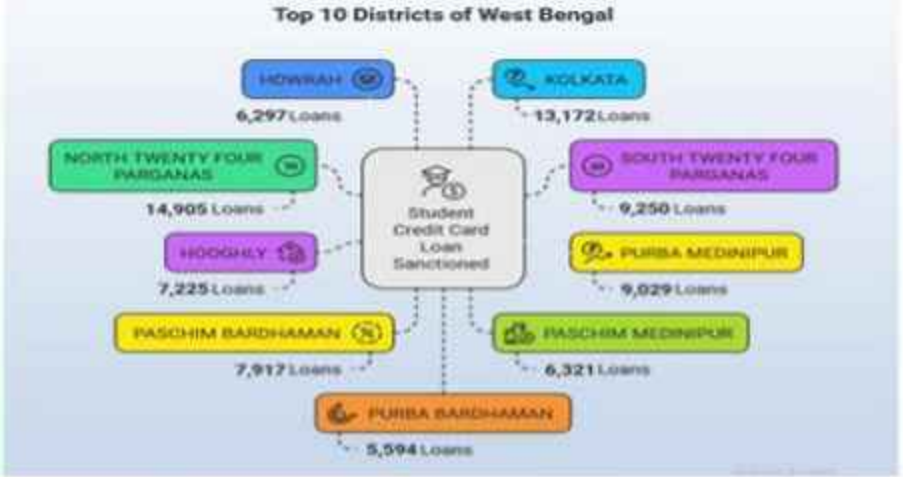 Top 10 Districts of West Bengal
HOWRAH
6,297 Loans
KOLKATA
13,172 Loans
NORTH TWENTY FOUR
PARGANAS
14,905 Loans
SOUTH TWENTY FOUR
PARGANAS
9,250 Loans
Student
Credit Card
Loan
Sanctioned
HOOGHLY
7,225 Loans
PURBA MEDINIPUR
9,029 Loans
PASCHIM BARDHAMAN
7,917 Loans
PASCHIM MEDINIPUR
6,321 Loans
PURBA BARDHAMAN
5,594 Loans